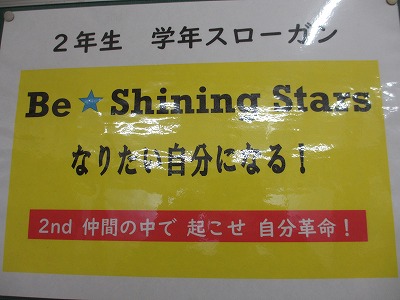 ２年生　学年スローガン
Be★Shining Stars
なりたい自分になる！
2nd 仲間の中で 起こせ 自分革命！